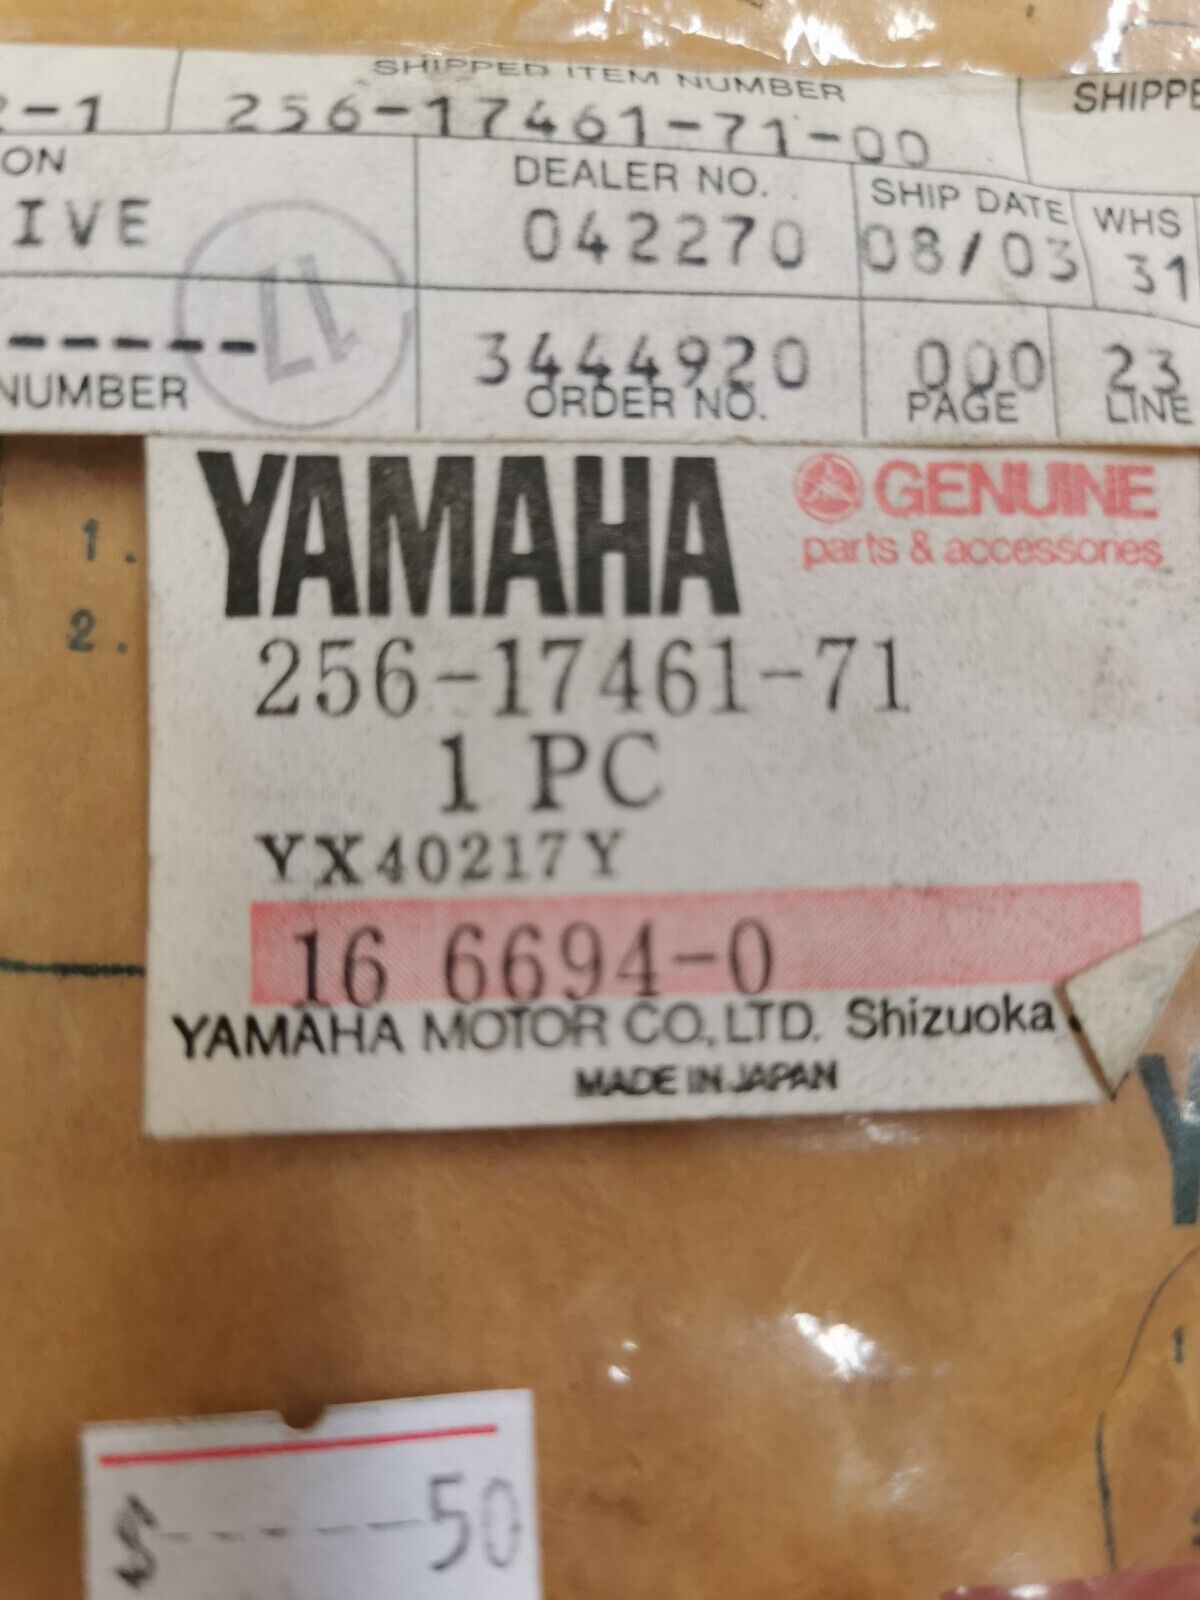 SHIPPED ITEM NUMBER
2-1 256-17461-71-00 SHIPPE
ON DEALER NO. SHIP DATE WHS
IVE 042270 08/03 31
17
------ 3444920 000 23
NUMBER ORDER NO. PAGE LINE
YAMAHA GENUINE
parts & accessories
1.
2.
256-17461-71
1 PC
YX40217Y
16 6694-0
YAMAHA MOTOR CO., LTD. Shizuoka
MADE IN JAPAN
Y
1
$------50